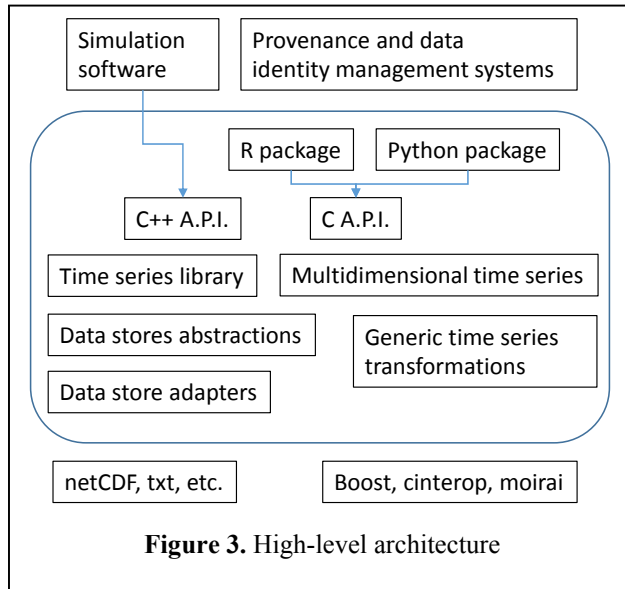 Simulation
software
Provenance and data
identity management systems
R package
Python package
C++ A.P.I.
C A.P.I.
Time series library
Multidimensional time series
Data stores abstractions
Generic time series
transformations
Data store adapters
netCDF, txt, etc.
Boost, cinterop, moirai
Figure 3. High-level architecture